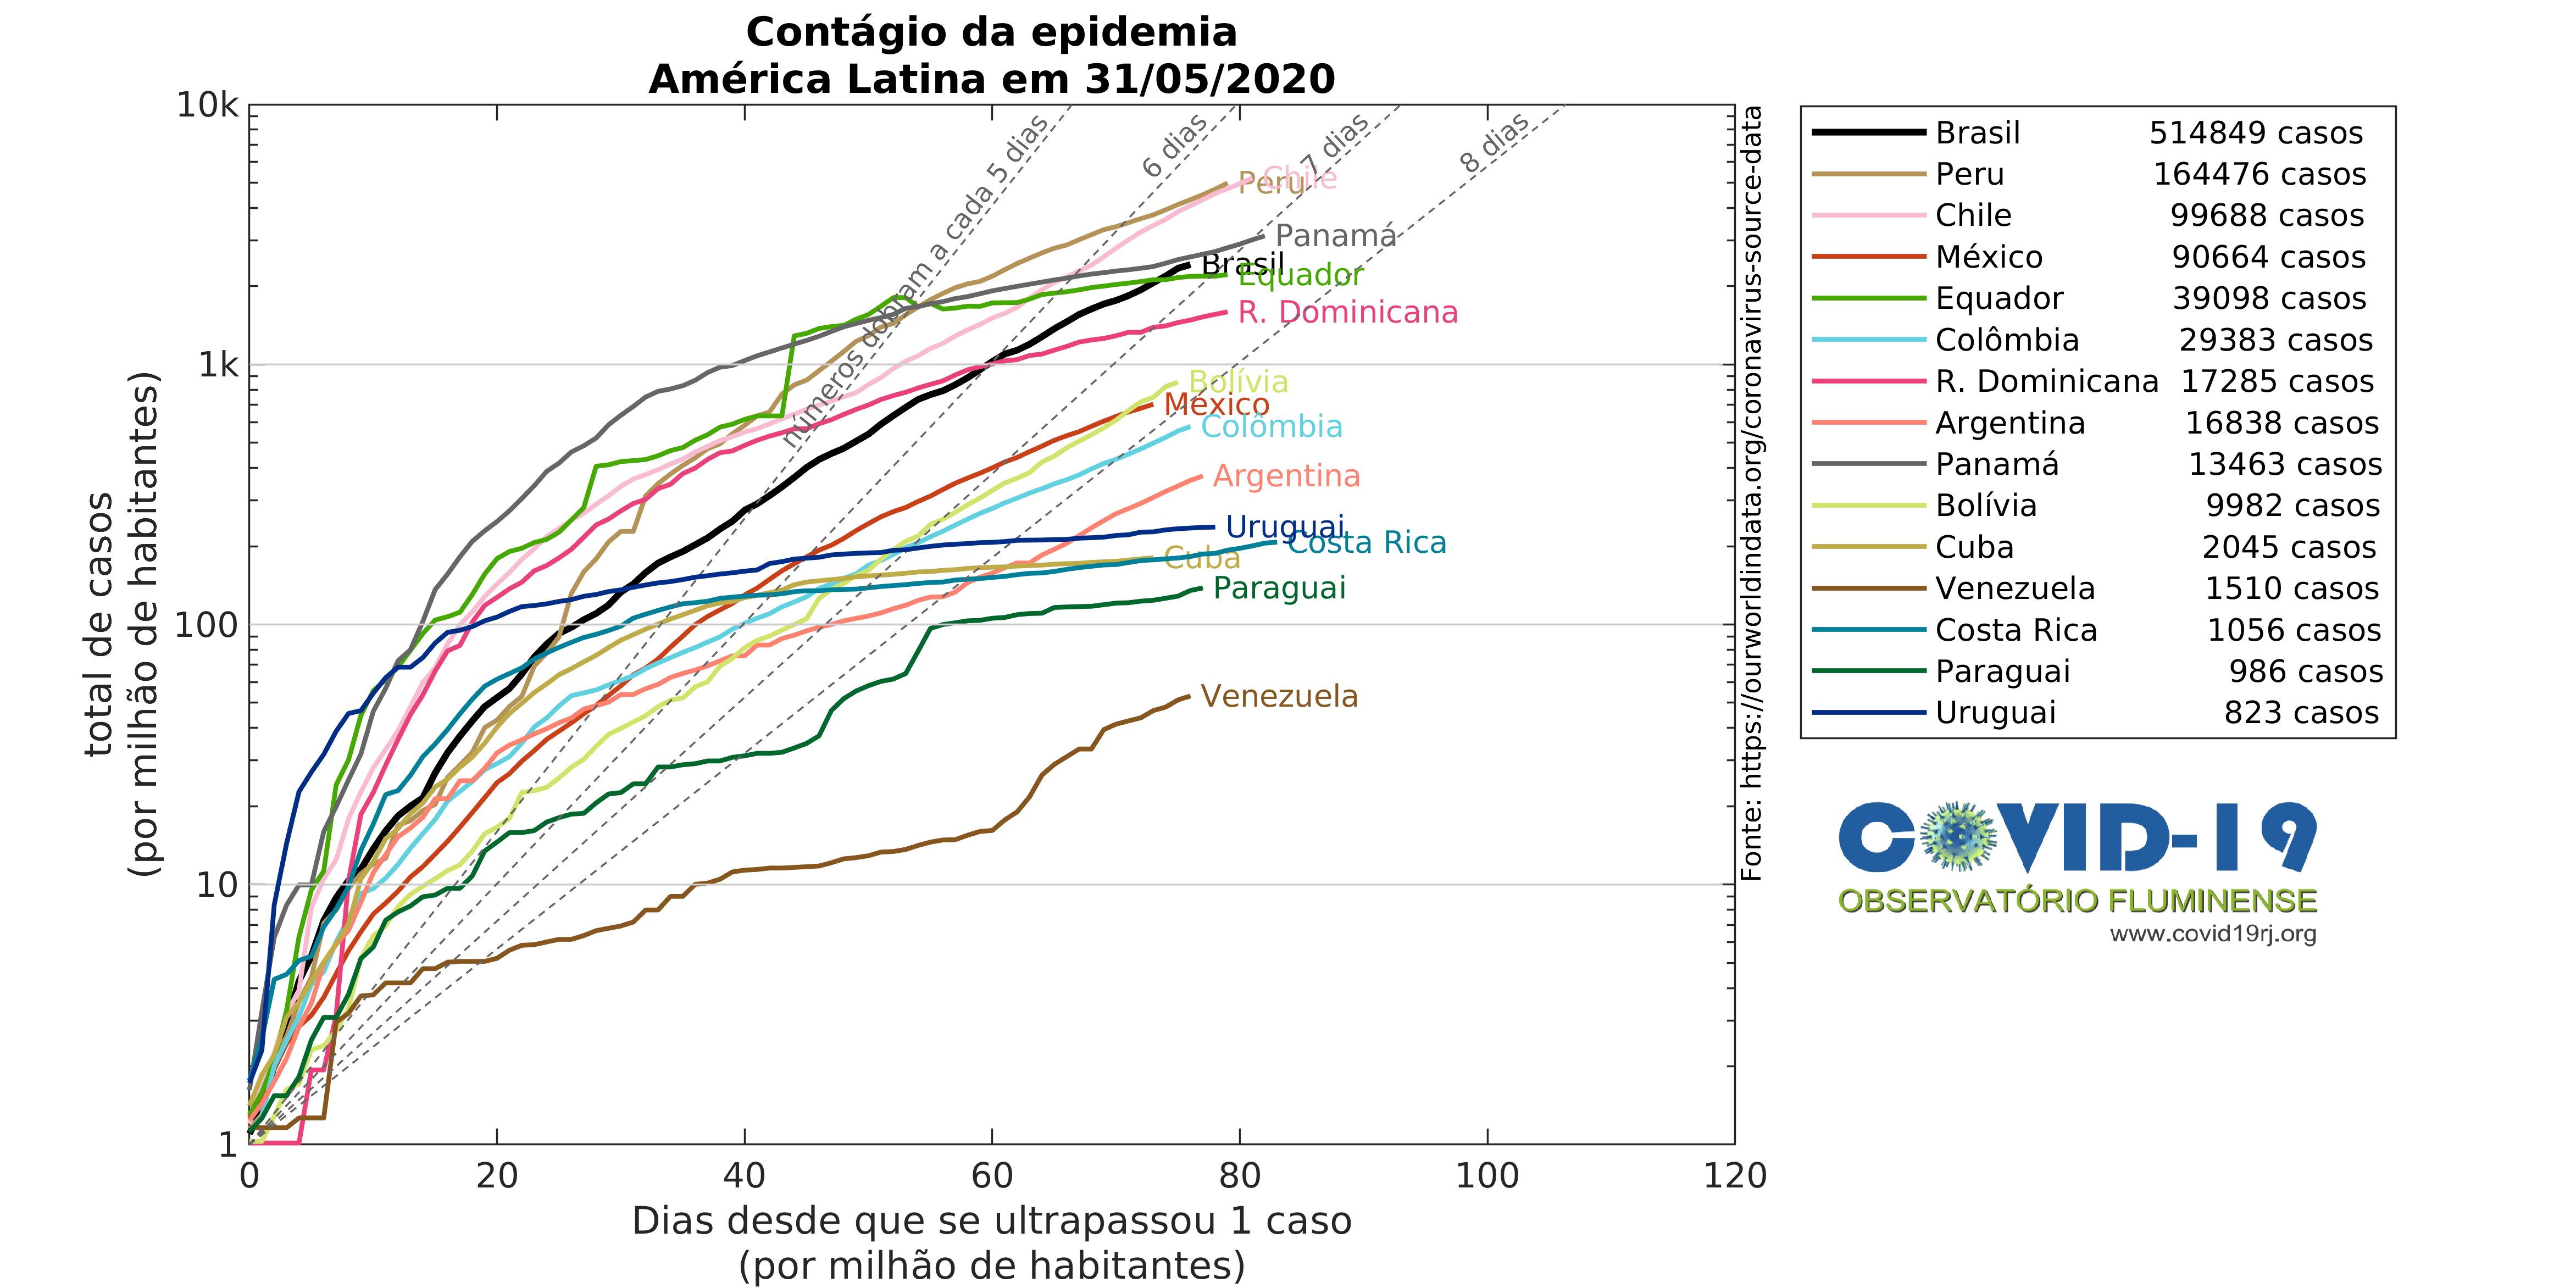 Contágio da epidemia
América Latina em 31/05/2020
total de casos
(por milhão de habitantes)
10k
1k
100
10
1
0
20
40
60
80
100
120
Dias desde que se ultrapassou 1 caso
(por milhão de habitantes)
números dobram a cada 5 dias
6 dias
7 dias
8 dias
Peru
Chile
Panamá
Brasil
Equador
R. Dominicana
Bolívia
México
Colômbia
Argentina
Uruguai
Costa Rica
Cuba
Paraguai
Venezuela
Fonte: https://ourworldindata.org/coronavirus-source-data
Brasil 514849 casos
Peru 164476 casos
Chile 99688 casos
México 90664 casos
Equador 39098 casos
Colômbia 29383 casos
R. Dominicana 17285 casos
Argentina 16838 casos
Panamá 13463 casos
Bolívia 9982 casos
Cuba 2045 casos
Venezuela 1510 casos
Costa Rica 1056 casos
Paraguai 986 casos
Uruguai 823 casos
COVID-19
OBSERVATÓRIO FLUMINENSE
www.covid19rj.org